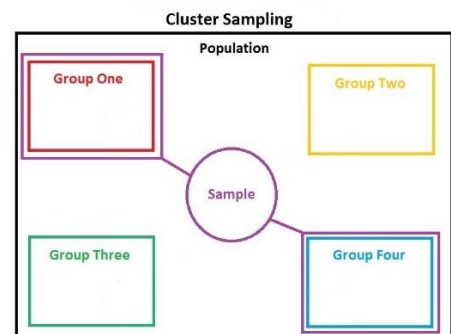 Cluster Sampling
Population
Group One
Group Two
Sample
Group Three
Group Four